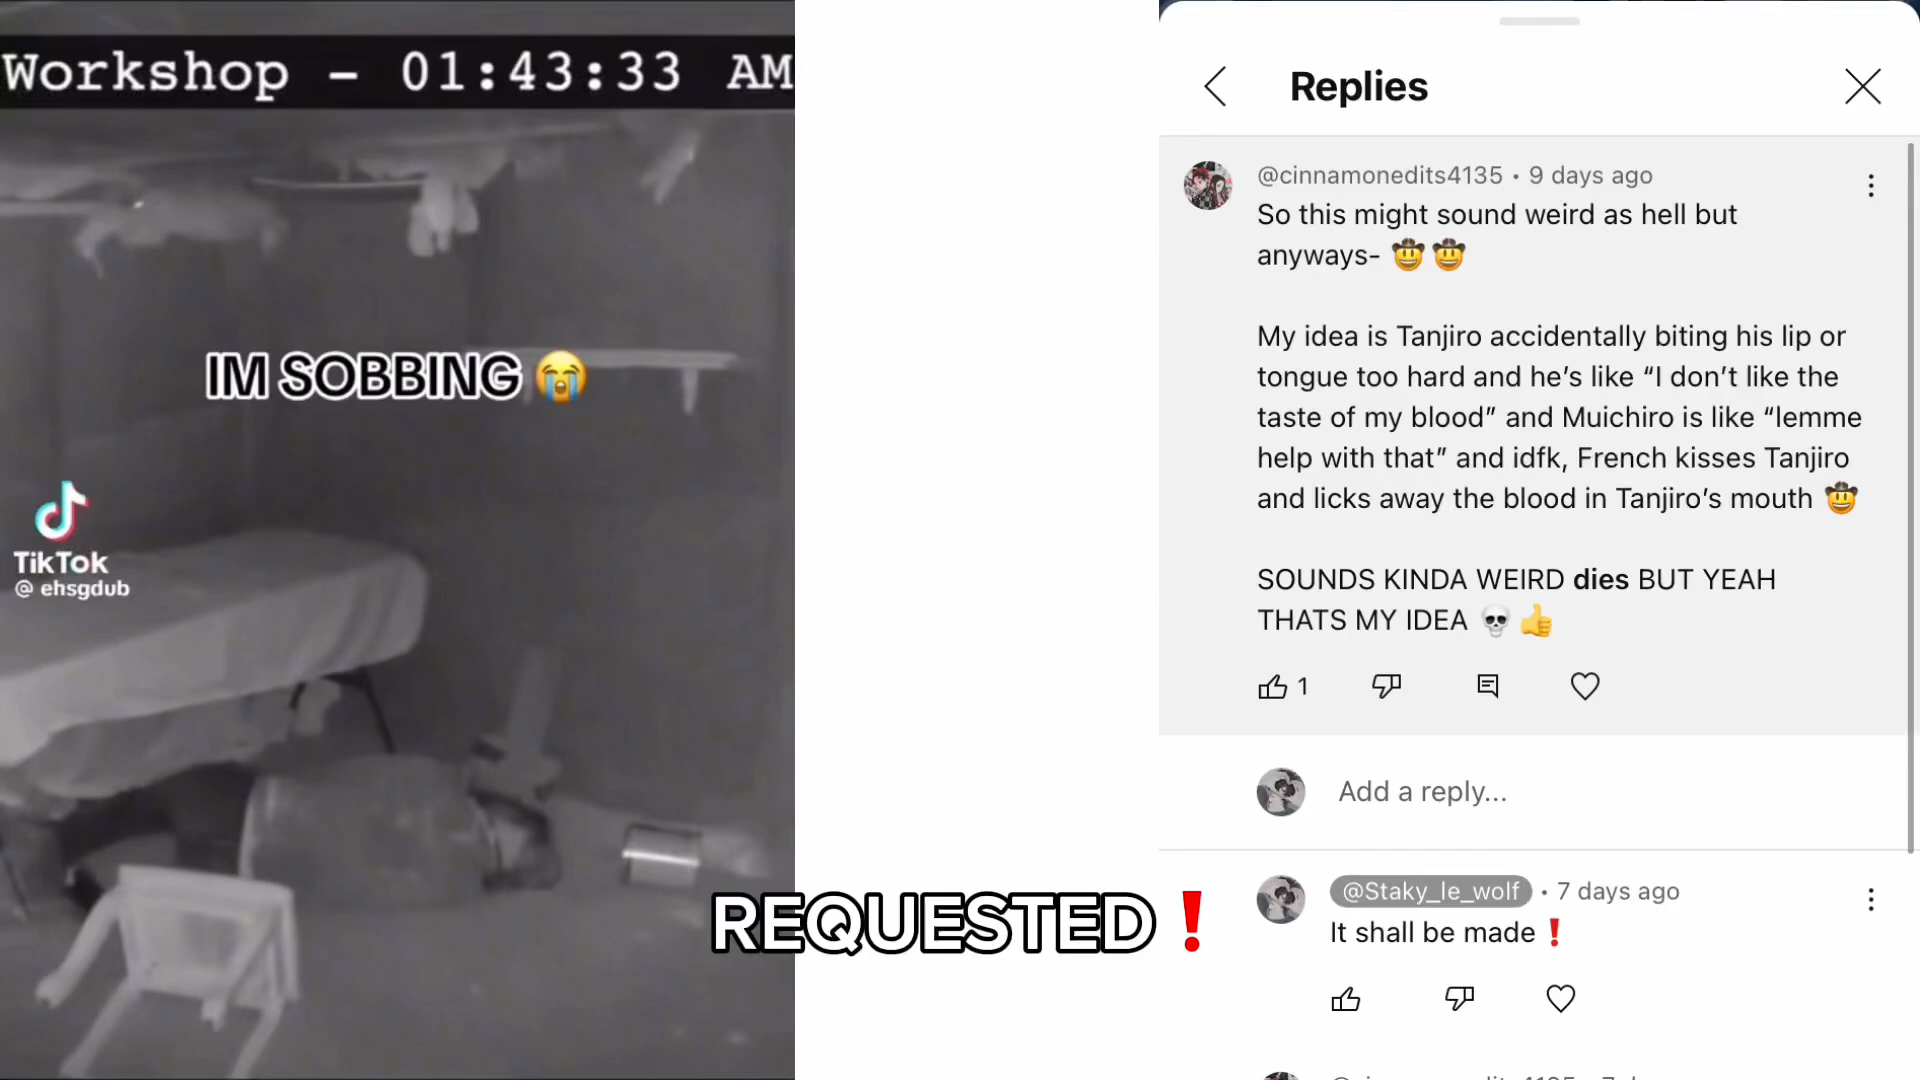 Workshop - 01:43:33 AM
IM SOBBING 😭
TikTok
@ ehsgdub
REQUESTED❗
Replies
@cinnamonedits4135 • 9 days ago
So this might sound weird as hell but
anyways- 🤠 🤠
My idea is Tanjiro accidentally biting his lip or
tongue too hard and he’s like “I don’t like the
taste of my blood” and Muichiro is like “lemme
help with that” and idfk, French kisses Tanjiro
and licks away the blood in Tanjiro’s mouth 🤠
SOUNDS KINDA WEIRD dies BUT YEAH
THATS MY IDEA 💀 👍
1
Add a reply...
@Staky_le_wolf • 7 days ago
It shall be made❗